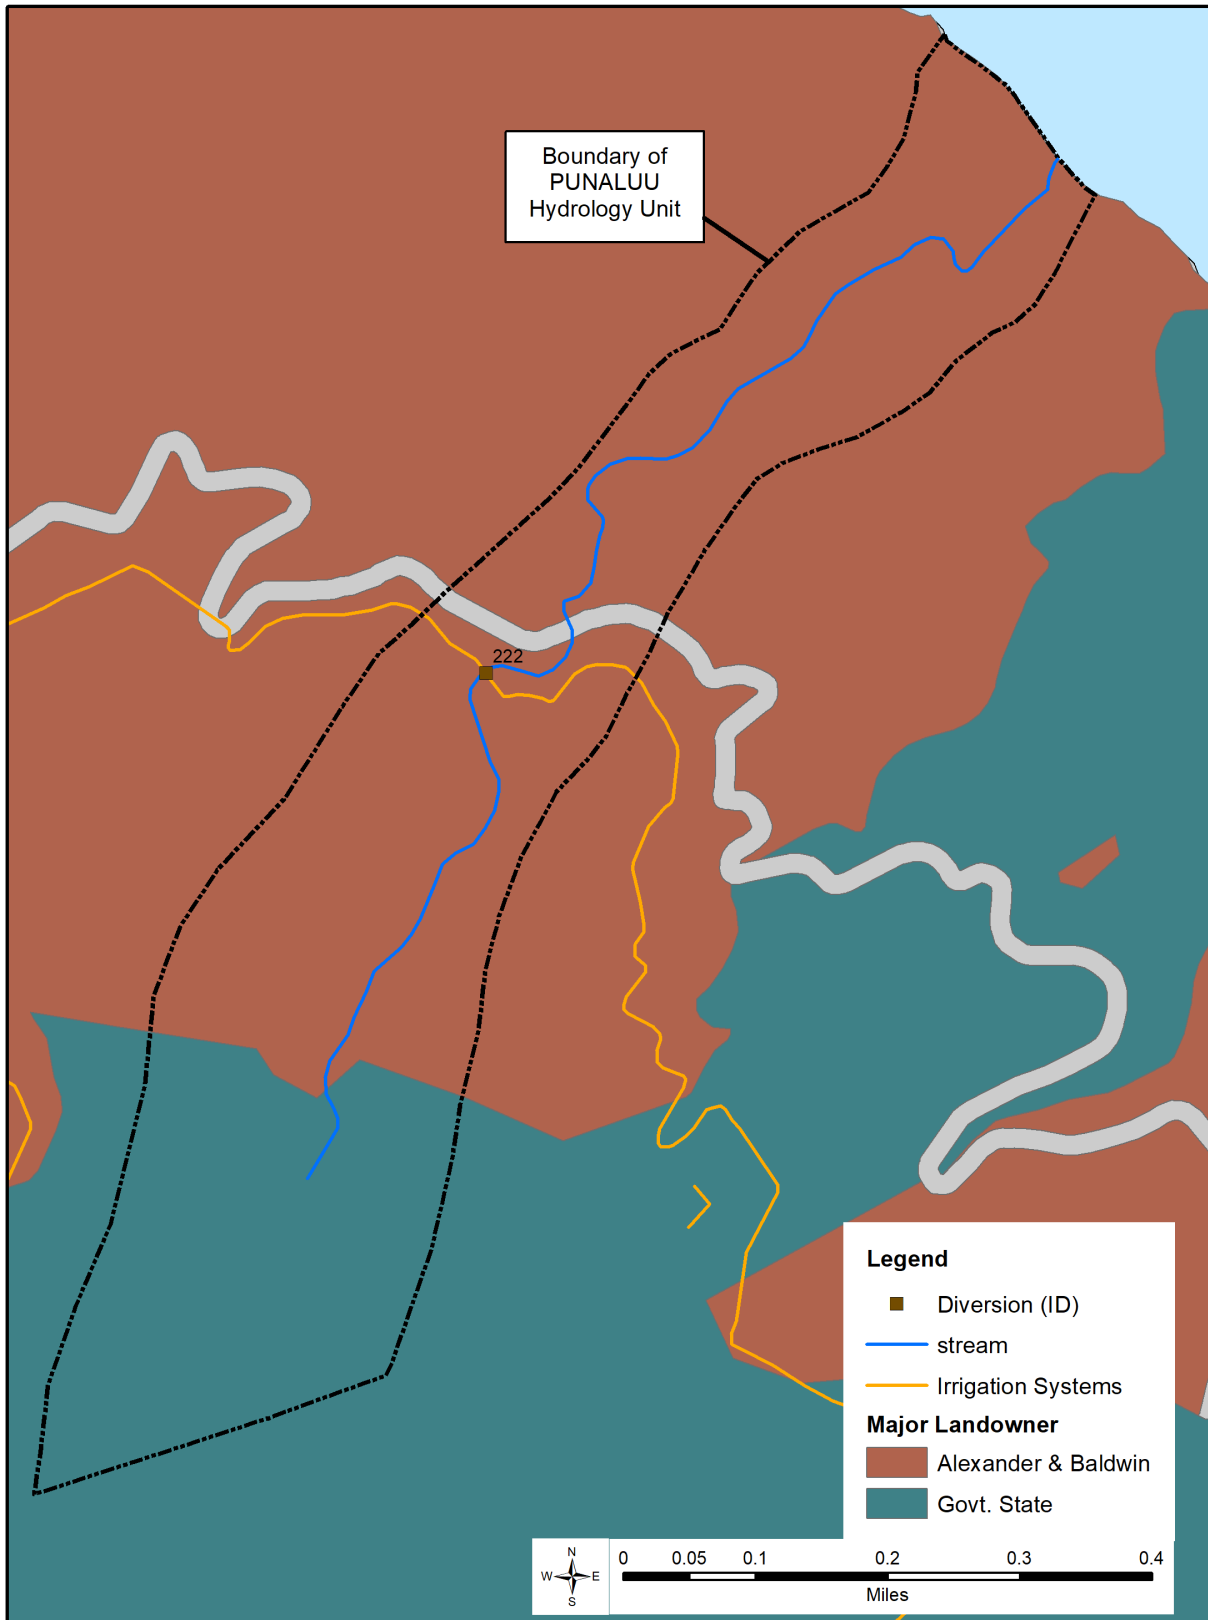 Boundary of
PUNALUU
Hydrology Unit
222
Legend
Diversion (ID)
stream
Irrigation Systems
Major Landowner
Alexander & Baldwin
Govt. State
N
W E
S
0 0.05 0.1 0.2 0.3 0.4
Miles